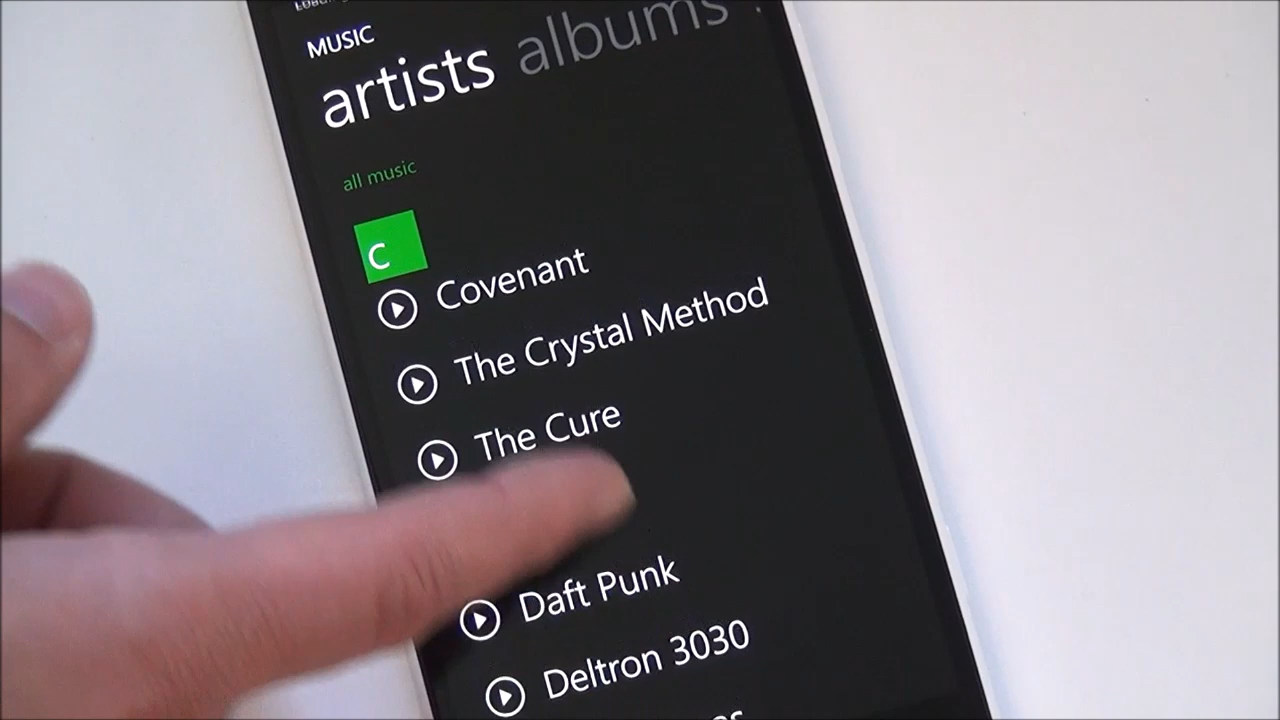 MUSIC
artists albums
all music
C
Covenant
The Crystal Method
The Cure
Daft Punk
Deltron 3030